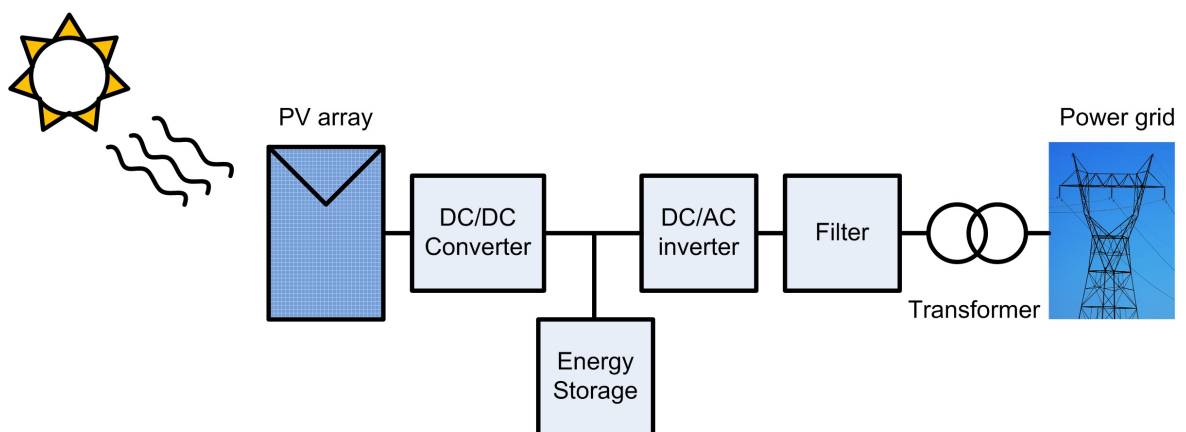 PV array
Power grid
DC/DC
Converter
DC/AC
inverter
Filter
Transformer
Energy
Storage